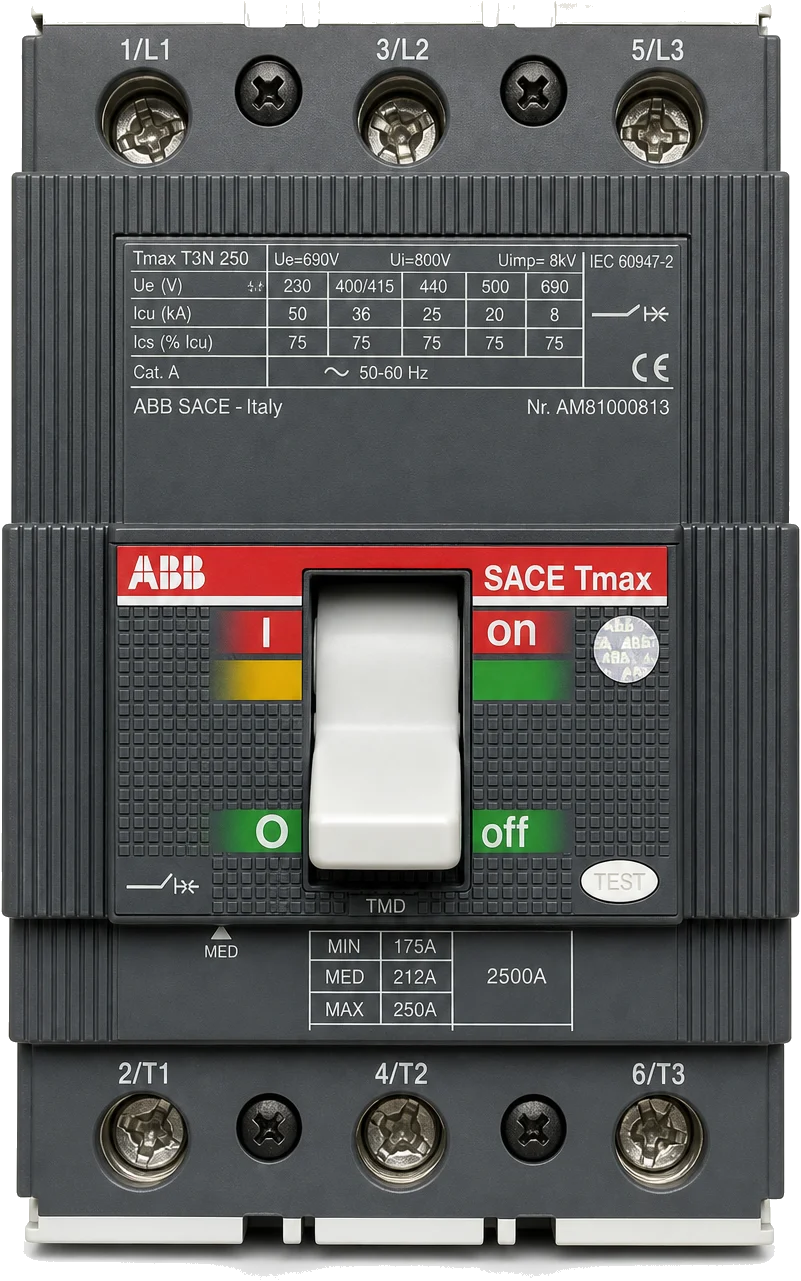 1/L1 3/L2 5/L3
Tmax T3N 250 Ue=690V Ui=800V Uimp= 8kV IEC 60947-2
Ue (V) 230 400/415 440 500 690
Icu (kA) 50 36 25 20 8
Ics (% Icu) 75 75 75 75 75
Cat. A ~ 50-60 Hz CE
ABB SACE - Italy Nr. AM81000813
ABB SACE Tmax
I on
O off
TEST
TMD
MED
MIN 175A
MED 212A 2500A
MAX 250A
2/T1 4/T2 6/T3